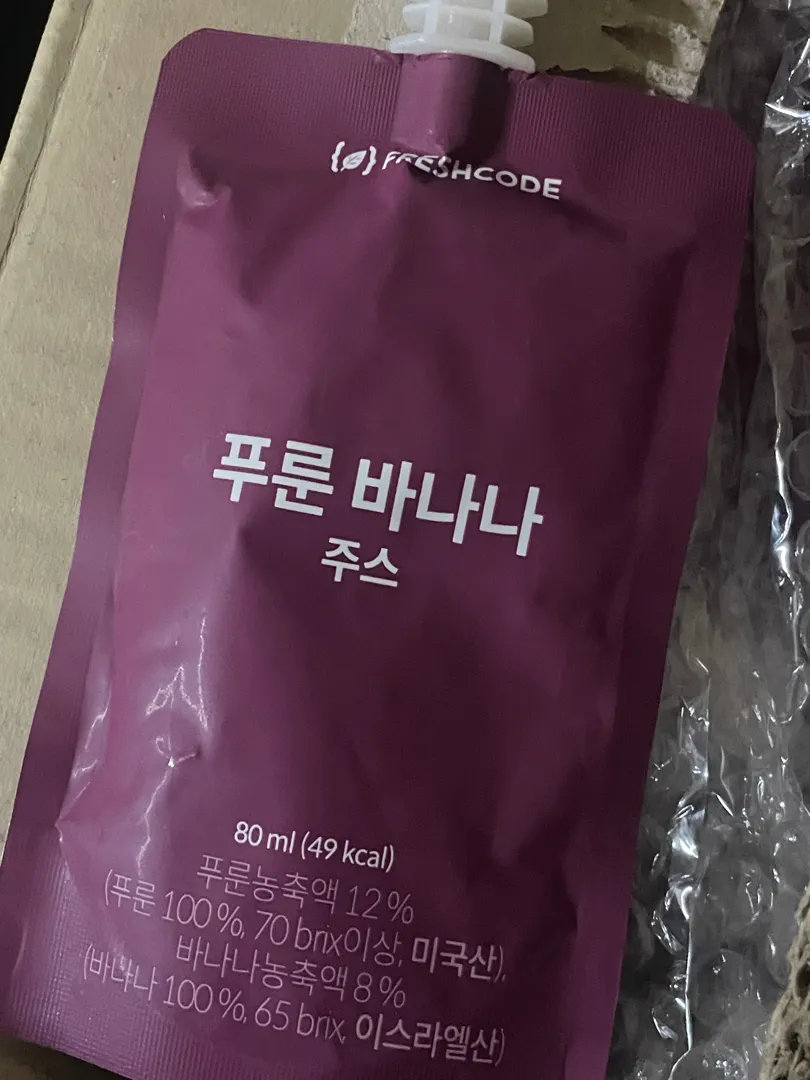 FRESHCODE
푸룬 바나나
주스
80 ml (49 kcal)
푸룬농축액 12 %
(푸룬 100 %, 70 brix이상, 미국산),
바나나농축액 8 %
(바나나 100 %, 65 brix, 이스라엘산)